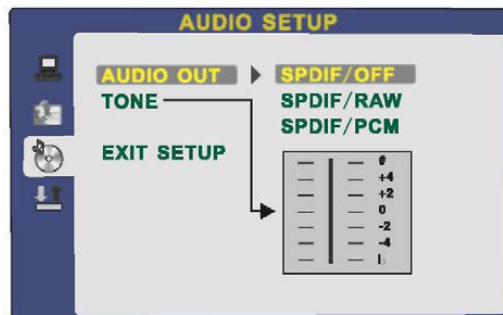 AUDIO SETUP
AUDIO OUT SPDIF/OFF
TONE SPDIF/RAW
SPDIF/PCM
EXIT SETUP
#
+4
+2
0
-2
-4
b